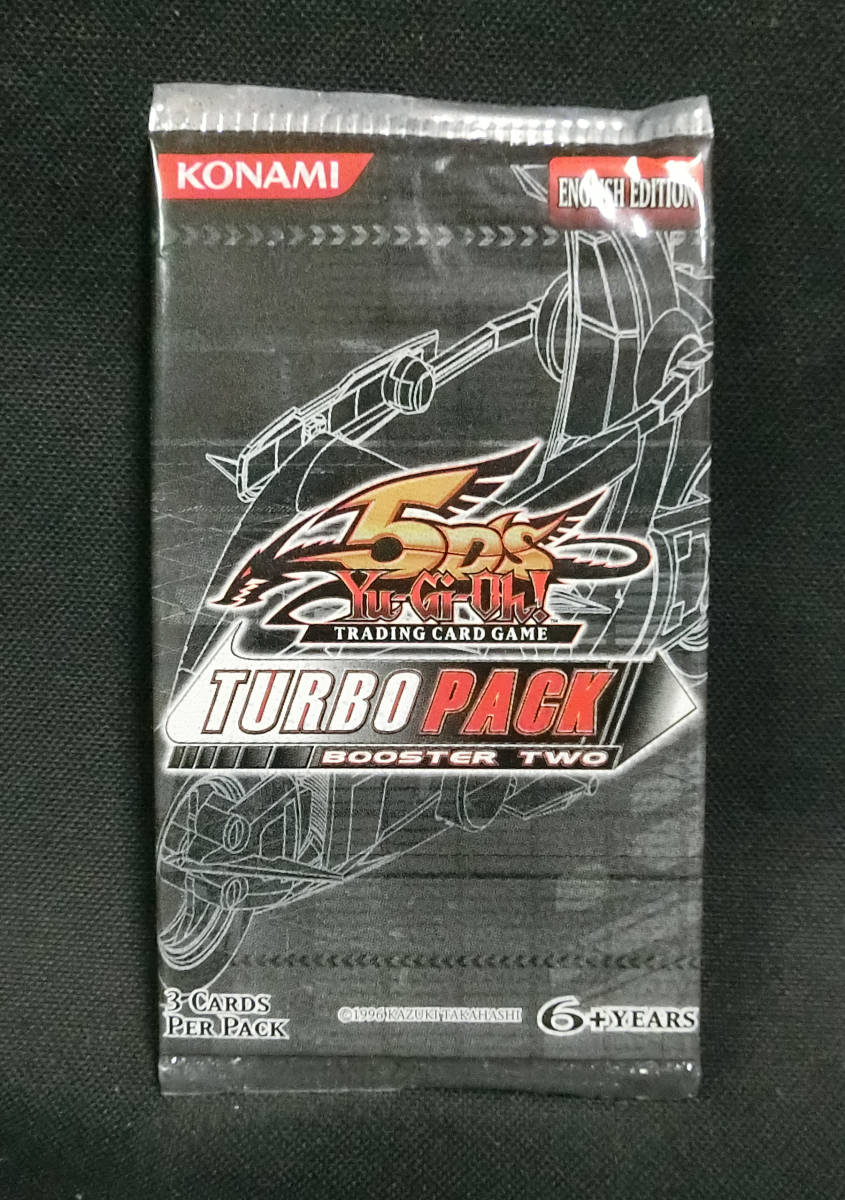 KONAMI
ENGLISH EDITION
5D's
Yu-Gi-Oh!™
TRADING CARD GAME
TURBO PACK
BOOSTER TWO
3 CARDS
PER PACK
©1996 KAZUKI TAKAHASHI
6+YEARS